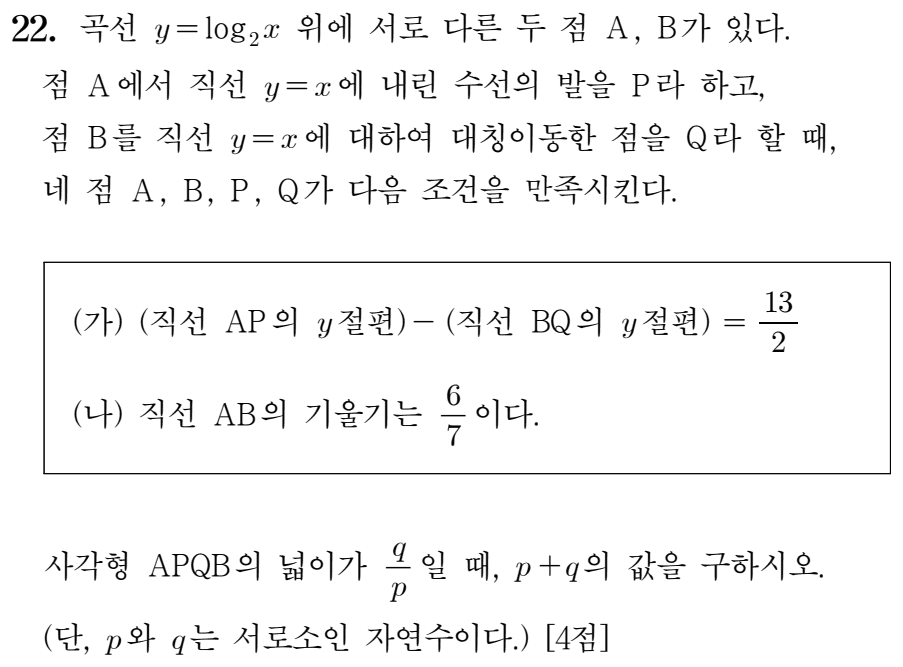 22. 곡선 y=log₂x 위에 서로 다른 두 점 A, B가 있다.
점 A에서 직선 y=x에 내린 수선의 발을 P라 하고,
점 B를 직선 y=x에 대하여 대칭이동한 점을 Q라 할 때,
네 점 A, B, P, Q가 다음 조건을 만족시킨다.
(가) (직선 AP의 y절편) - (직선 BQ의 y절편) = 13/2
(나) 직선 AB의 기울기는 6/7이다.
사각형 APQB의 넓이가 q/p일 때, p+q의 값을 구하시오.
(단, p와 q는 서로소인 자연수이다.) [4점]